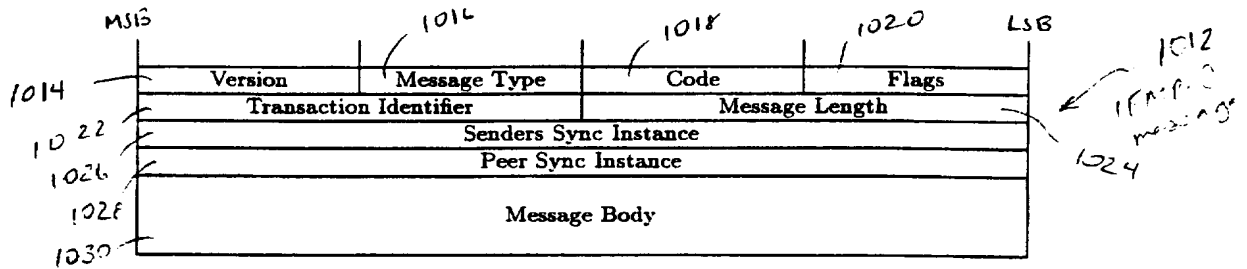 MSB 1016 1018 1020 LSB
1012
Version Message Type Code Flags
1014
Transaction Identifier Message Length
1022
Senders Sync Instance
1026
Peer Sync Instance
1024
1028
Message Body
1030
message